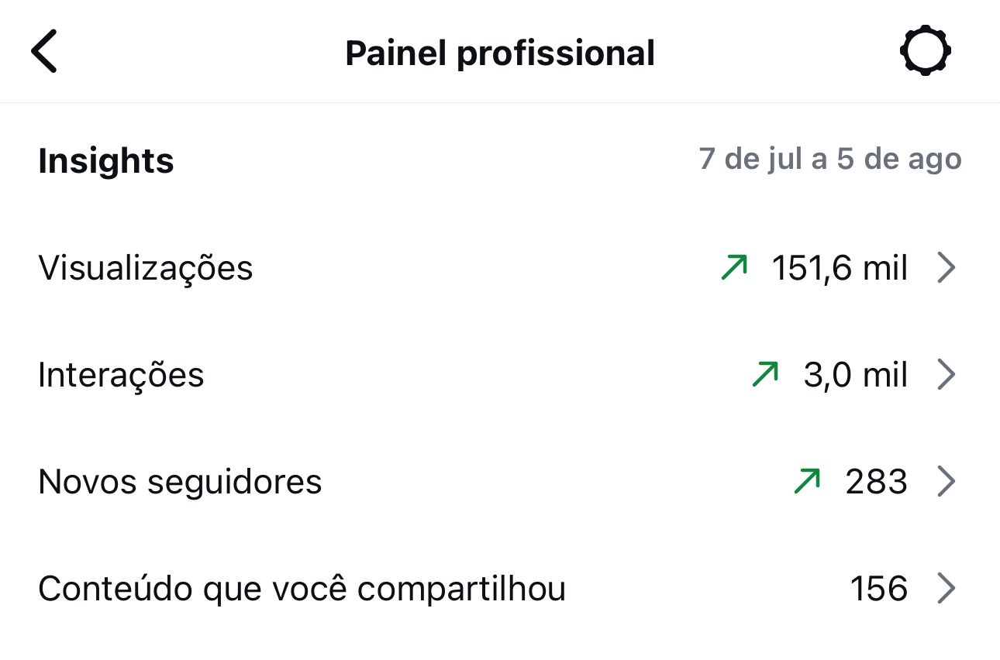 Painel profissional
Insights 7 de jul a 5 de ago
Visualizações 151,6 mil
Interações 3,0 mil
Novos seguidores 283
Conteúdo que você compartilhou 156